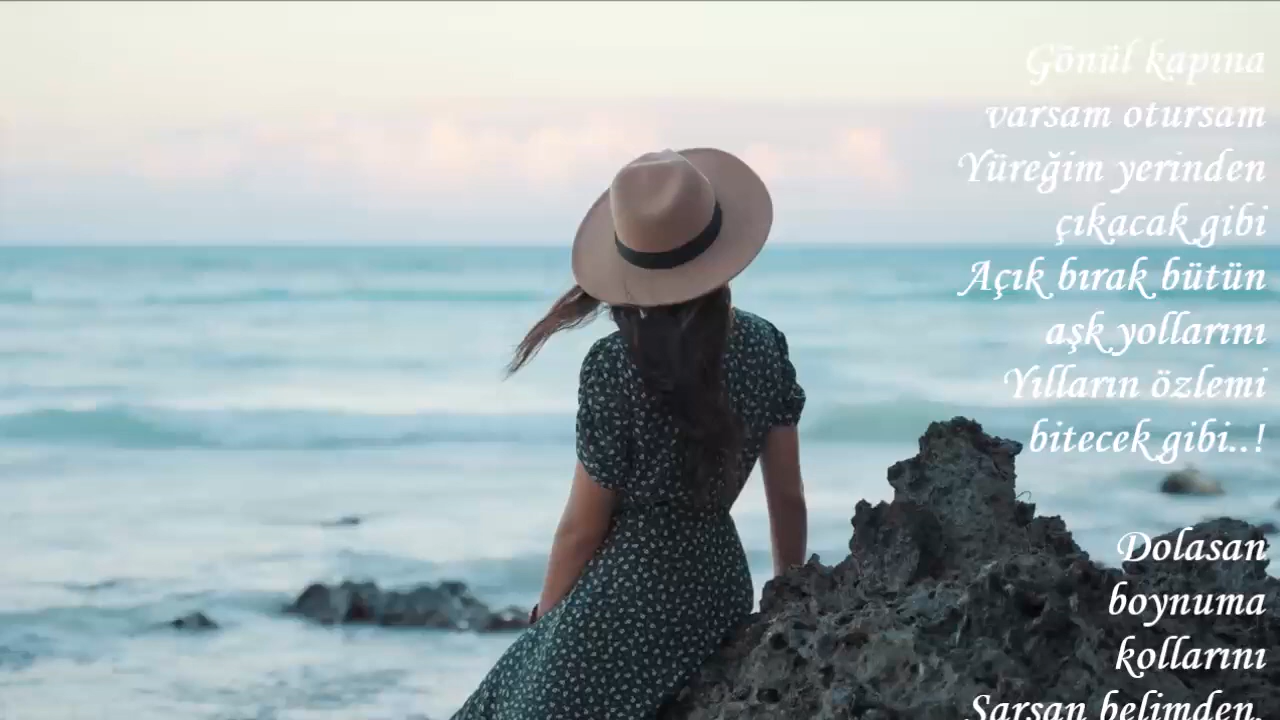 Gönül kapına
varsam otursam
Yüreğim yerinden
çıkacak gibi
Açık bırak bütün
aşk yollarını
Yılların özlemi
bitecek gibi..!
Dolasan
boynuma
kollarını
Sarsan belimden,